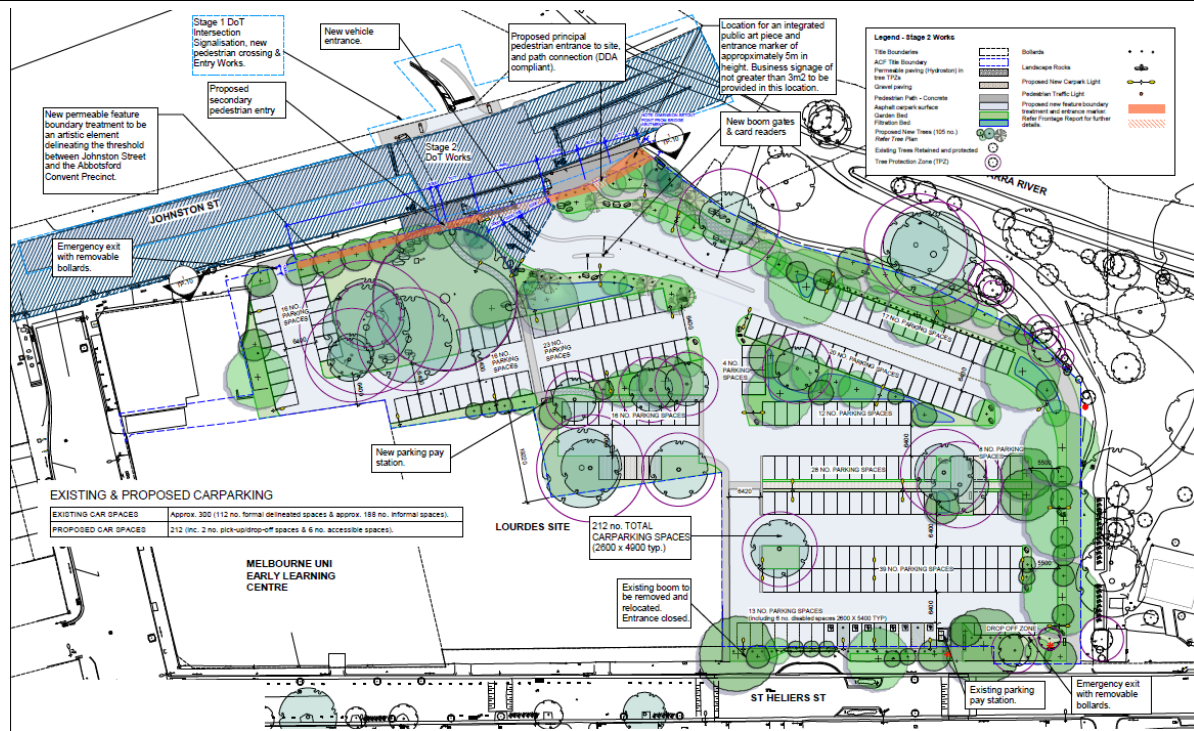 Stage 1 DoT
Intersection
Signalisation, new
pedestrian crossing &
Entry Works.
New vehicle
entrance.
Proposed principal
pedestrian entrance to site,
and path connection (DDA
compliant).
Location for an integrated
public art piece and
entrance marker of
approximately 5m in
height. Business signage of
not greater than 3m2 to be
provided in this location.
Legend - Stage 2 Works
Title Boundaries
ACF Title Boundary
Permeable paving (Hydroston) in
tree TPZs
Gravel paving
Pedestrian Path - Concrete
Asphalt carpark surface
Garden Bed
Filtration Bed
Proposed New Trees (105 no.)
Refer Tree Plan
Existing Trees Retained and protected
Tree Protection Zone (TPZ)
Bollards
Landscape Rocks
Proposed New Carpark Light
Pedestrian Traffic Light
Proposed new feature boundary
treatment and entrance marker
Refer Frontage Report for further
details.
Proposed
secondary
pedestrian entry
New permeable feature
boundary treatment to be
an artistic element
delineating the threshold
between Johnston Street
and the Abbotsford
Convent Precinct.
Stage 2
DoT Works
New boom gates
& card readers
RRA RIVER
JOHNSTON ST
Emergency exit
with removable
bollards.
PARKING
SPACES
16 NO.
PARKING
SPACES
23 NO.
PARKING
SPACES
17 NO. PARKING SPACES
20 NO. PARKING SPACES
4 NO.
PARKING
SPACES
16 NO. PARKING SPACES
12 NO. PARKING SPACES
28 NO. PARKING SPACES
8 NO. PARKING
SPACES
6400
6400
6400
6400
6420
5500
5500
6400
6400
New parking pay
station.
EXISTING & PROPOSED CARPARKING
EXISTING CAR SPACES Approx. 300 (112 no. formal delineated spaces & approx. 188 no. informal spaces).
PROPOSED CAR SPACES 212 (inc. 2 no. pick-up/drop-off spaces & 6 no. accessible spaces).
LOURDES SITE
212 no. TOTAL
CARPARKING SPACES
(2600 x 4900 typ.)
MELBOURNE UNI
EARLY LEARNING
CENTRE
39 NO. PARKING SPACES
Existing boom to
be removed and
relocated.
Entrance closed.
13 NO. PARKING SPACES
(Including 6 no. disabled spaces 2600 X 5400 TYP)
DROP OFF ZONE
ST HELIERS ST
Existing parking
pay station.
Emergency exit
with removable
bollards.